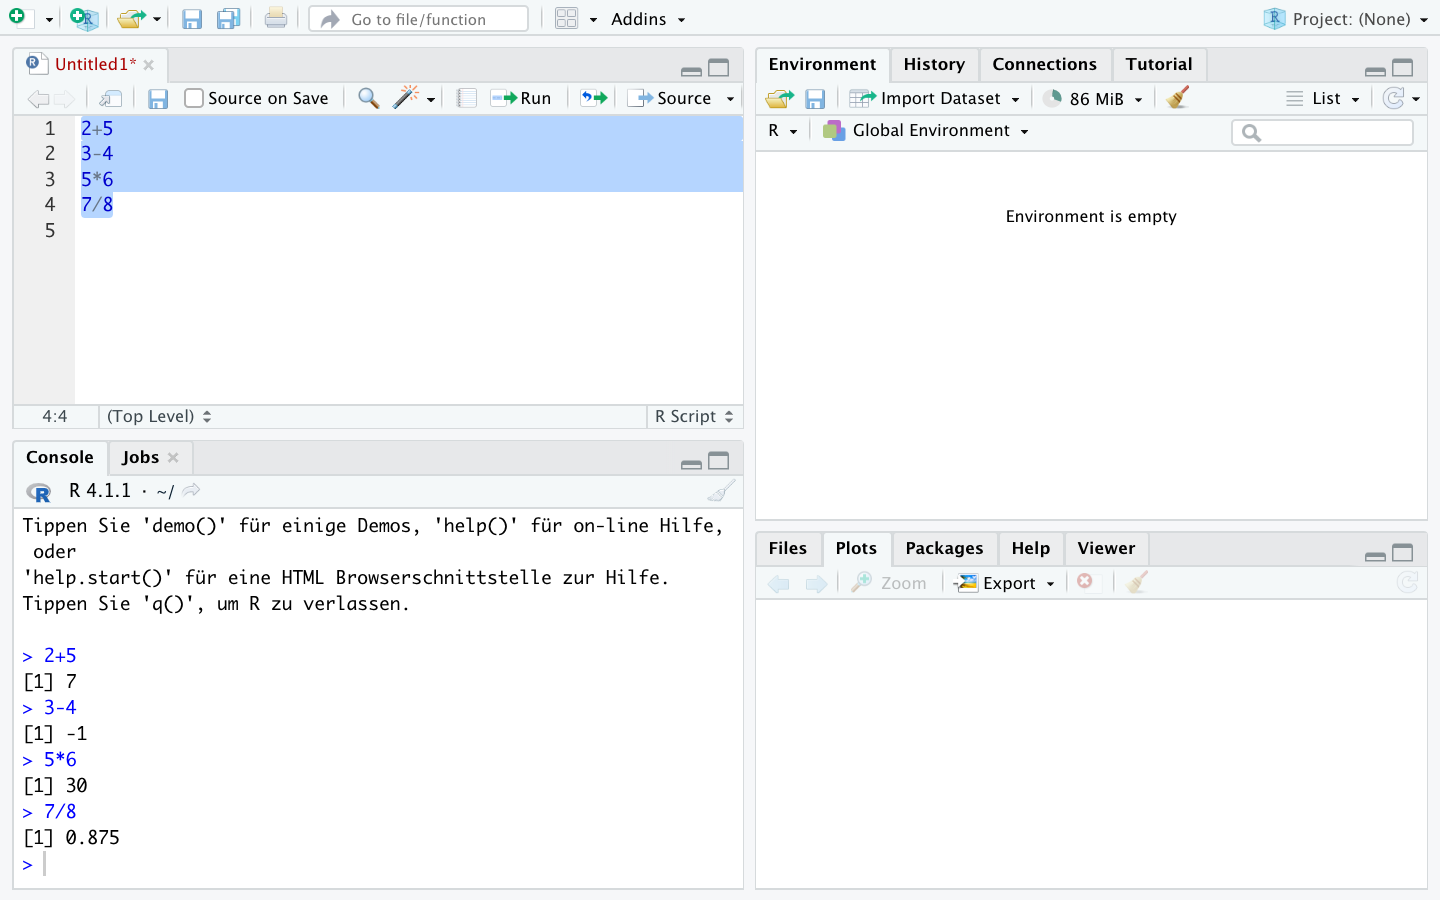 Go to file/function
Addins
Project: (None)
Untitled1*
Source on Save
Run
Source
1 2+5
2 3-4
3 5*6
4 7/8
5
4:4 (Top Level) R Script
Console Jobs
R 4.1.1 · ~/
Tippen Sie 'demo()' für einige Demos, 'help()' für on-line Hilfe,
oder
'help.start()' für eine HTML Browserschnittstelle zur Hilfe.
Tippen Sie 'q()', um R zu verlassen.
> 2+5
[1] 7
> 3-4
[1] -1
> 5*6
[1] 30
> 7/8
[1] 0.875
>
Environment History Connections Tutorial
Import Dataset 86 MiB List
R Global Environment
Environment is empty
Files Plots Packages Help Viewer
Zoom Export